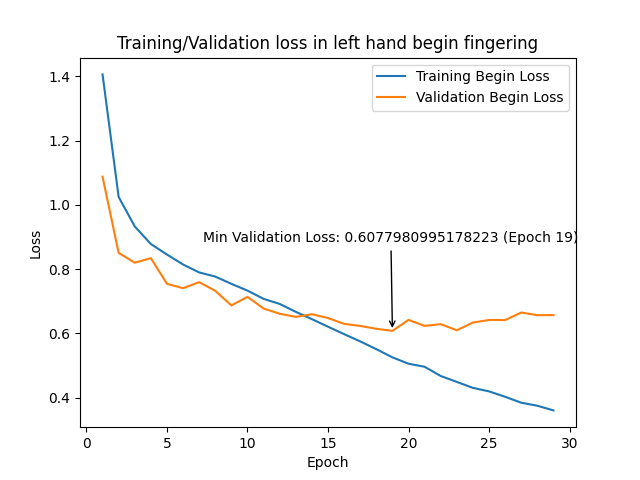 Training/Validation loss in left hand begin fingering
Training Begin Loss
Validation Begin Loss
Min Validation Loss: 0.6077980995178223 (Epoch 19)
Loss
1.4
1.2
1.0
0.8
0.6
0.4
0
5
10
15
20
25
30
Epoch